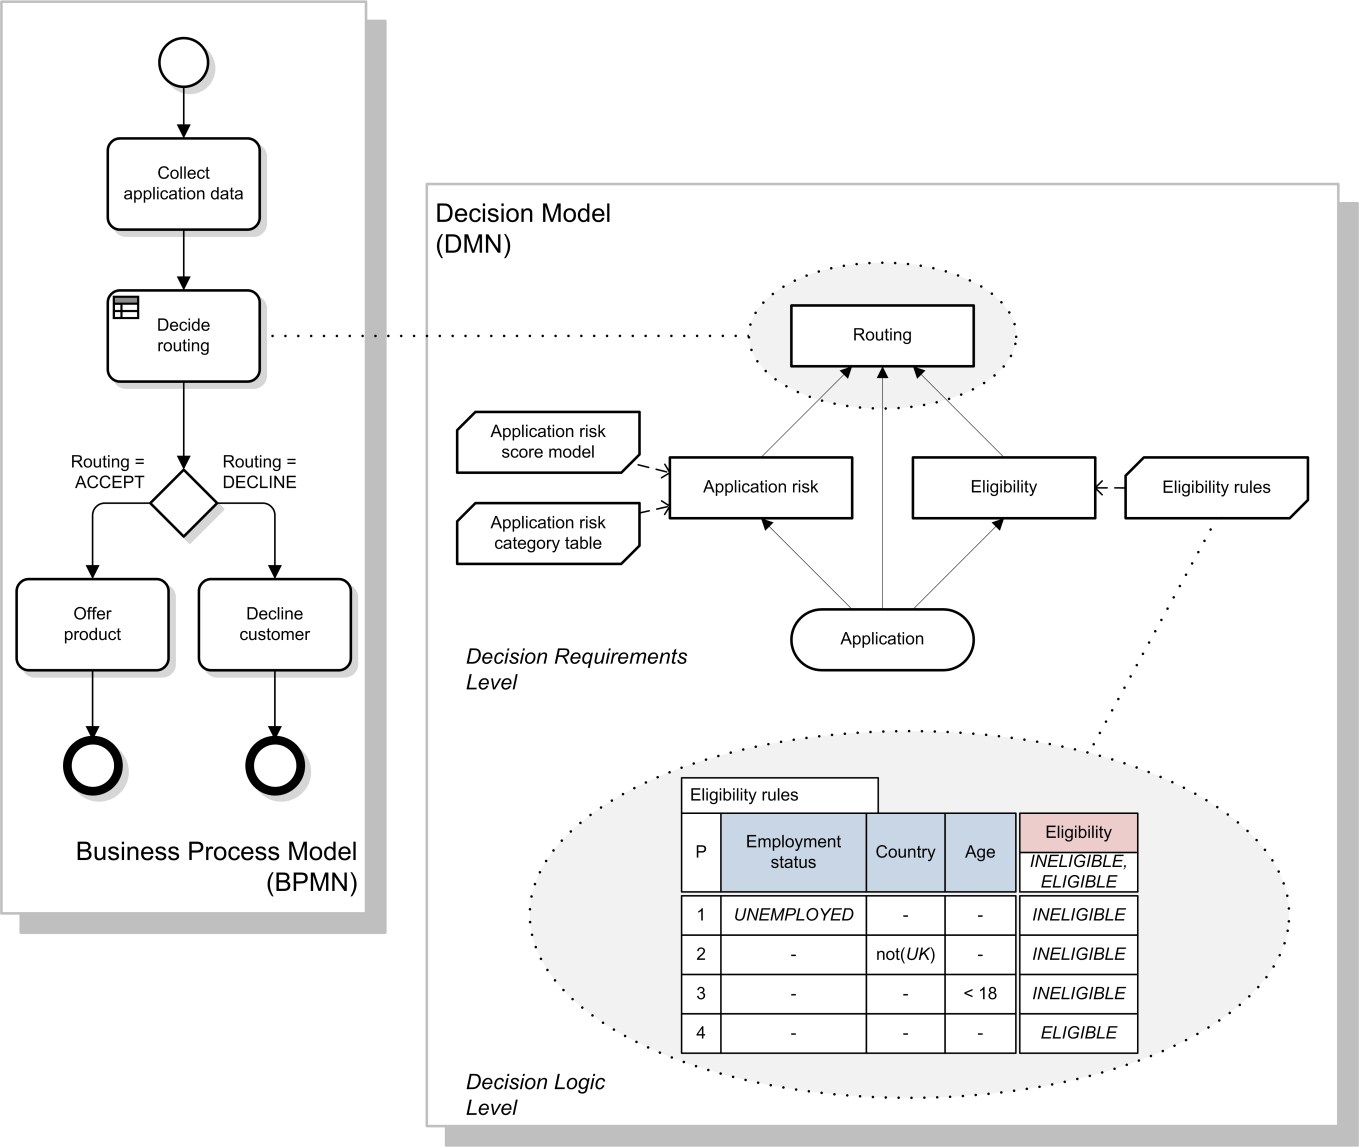 Collect
application data
Decide
routing
Routing =
ACCEPT
Routing =
DECLINE
Offer
product
Decline
customer
Business Process Model
(BPMN)
Decision Model
(DMN)
Routing
Application risk
score model
Application risk
category table
Application risk
Eligibility
Eligibility rules
Application
Decision Requirements
Level
Eligibility rules
P
Employment
status
Country
Age
Eligibility
INELIGIBLE,
ELIGIBLE
1 UNEMPLOYED - - INELIGIBLE
2 - not(UK) - INELIGIBLE
3 - - < 18 INELIGIBLE
4 - - - ELIGIBLE
Decision Logic
Level